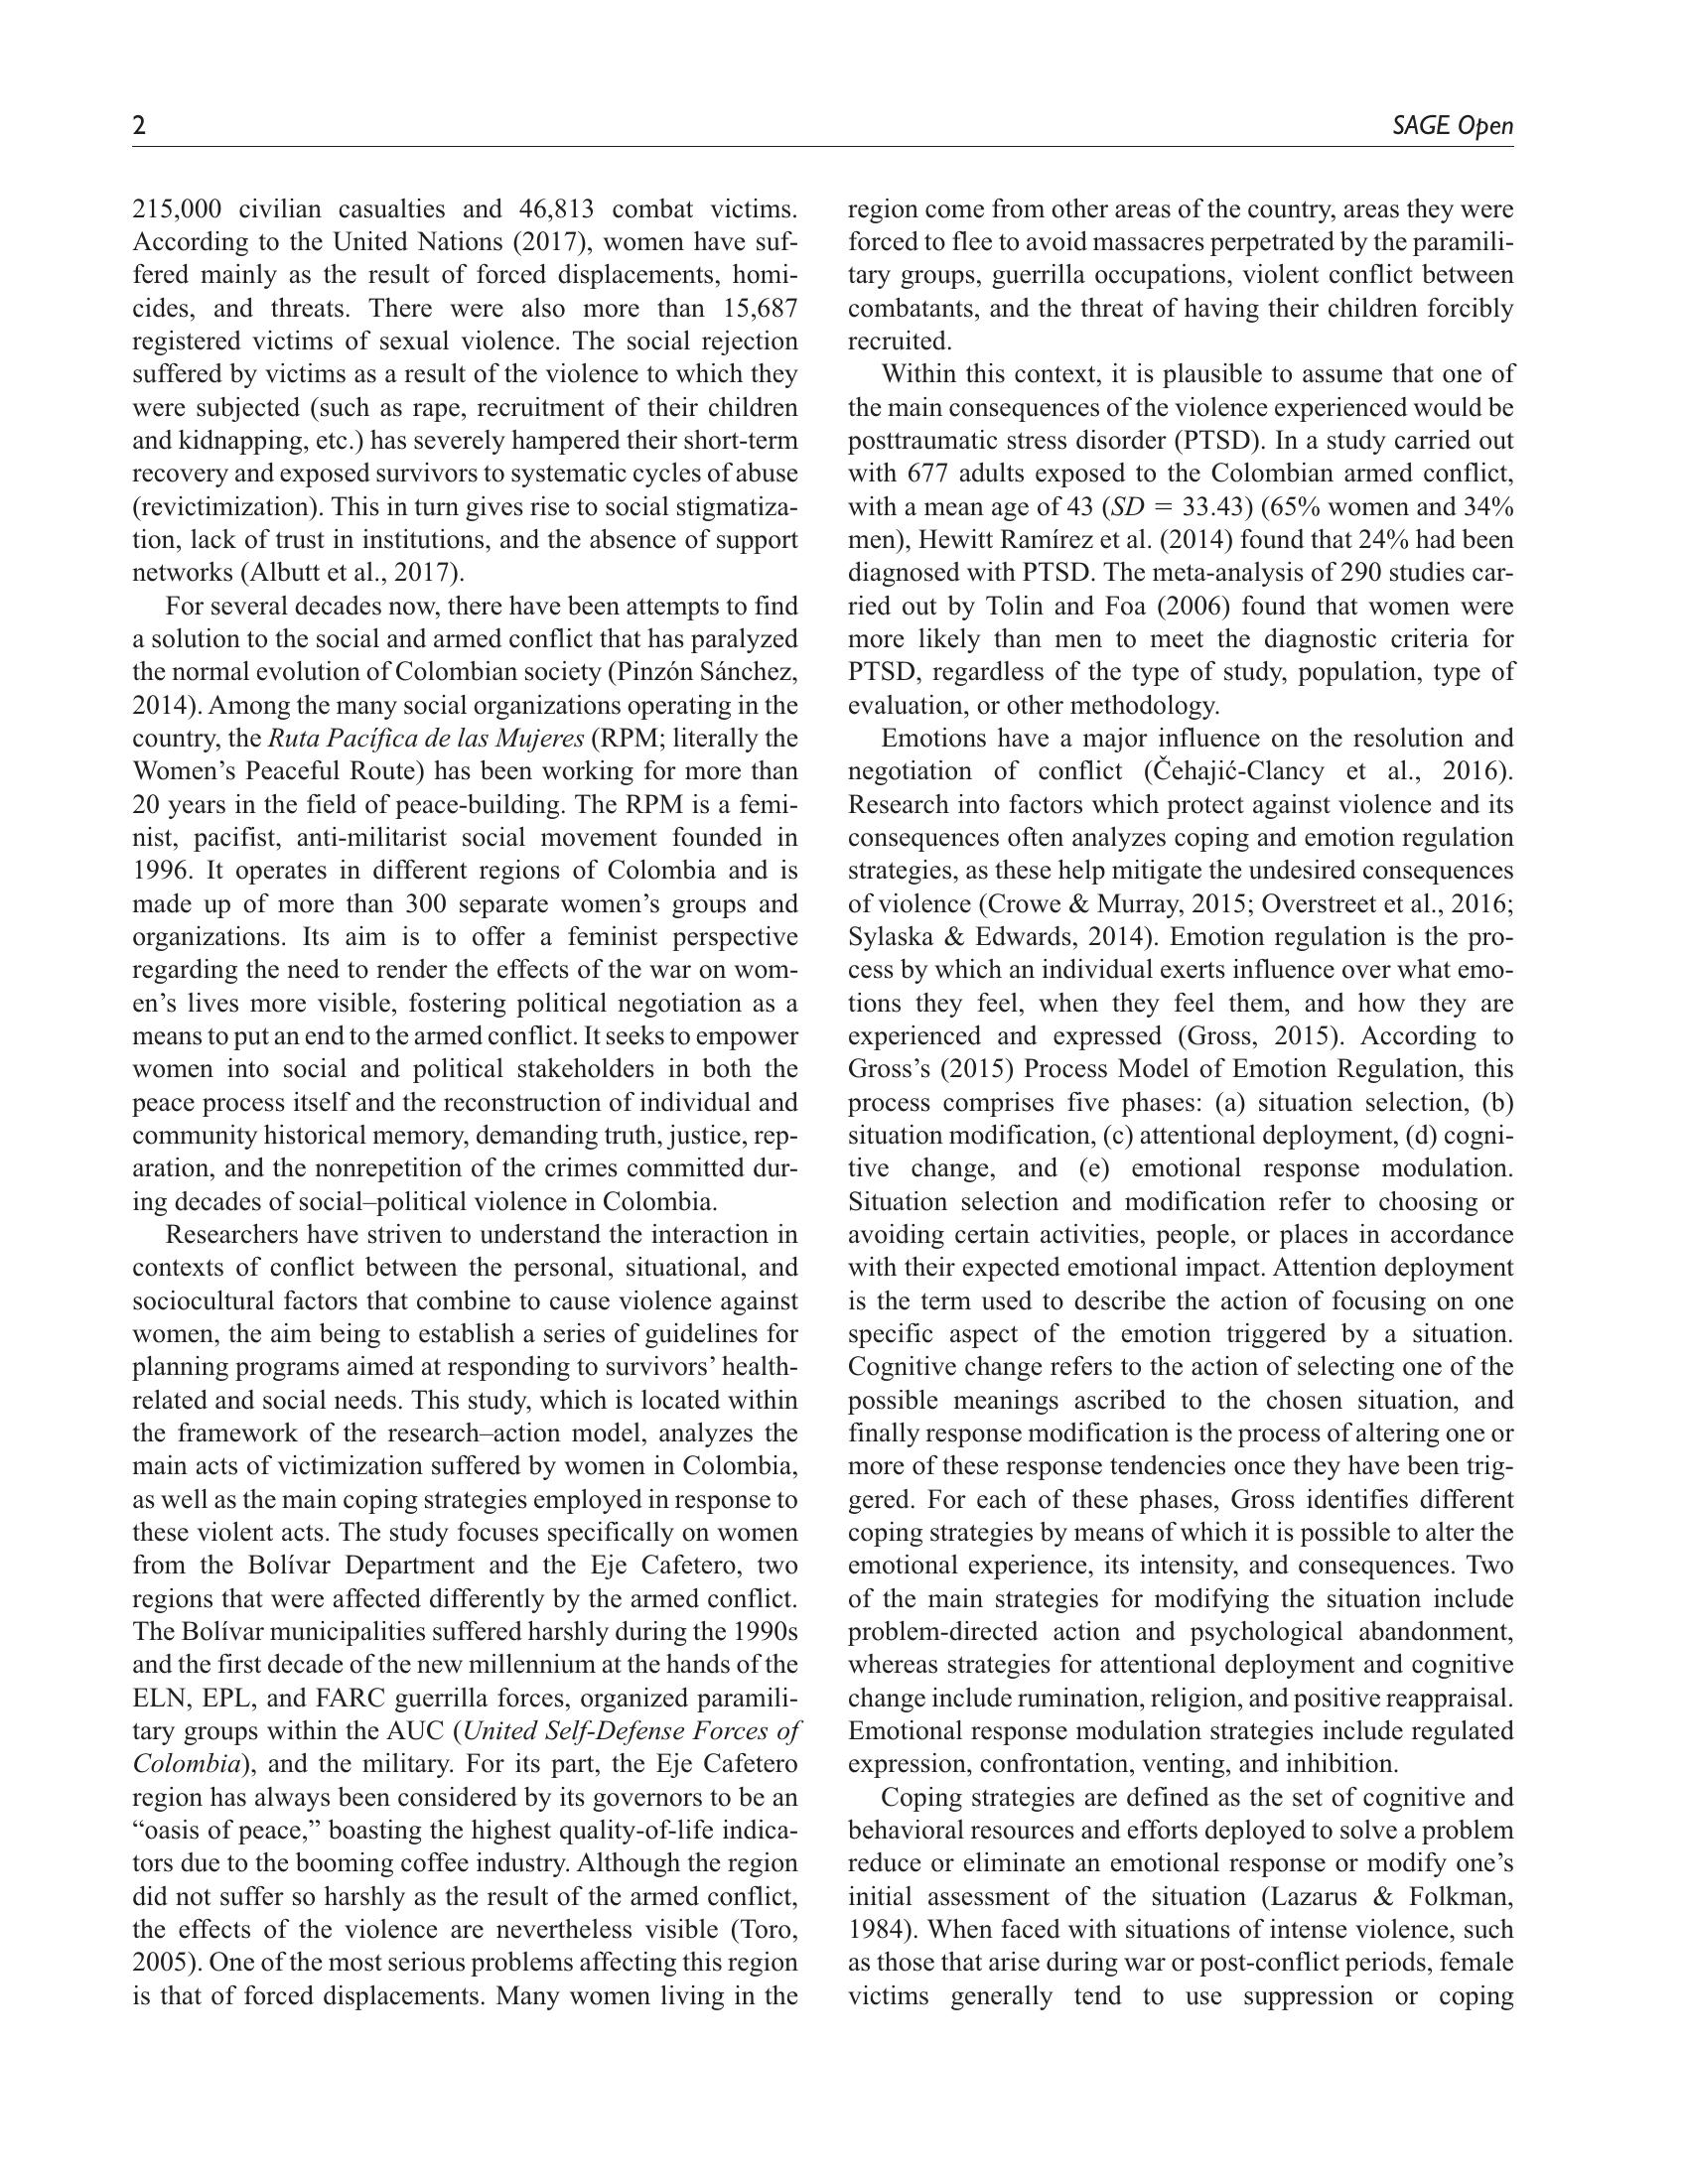 2
SAGE Open
215,000 civilian casualties and 46,813 combat victims.
According to the United Nations (2017), women have suf-
fered mainly as the result of forced displacements, homi-
cides, and threats. There were also more than 15,687
registered victims of sexual violence. The social rejection
suffered by victims as a result of the violence to which they
were subjected (such as rape, recruitment of their children
and kidnapping, etc.) has severely hampered their short-term
recovery and exposed survivors to systematic cycles of abuse
(revictimization). This in turn gives rise to social stigmatiza-
tion, lack of trust in institutions, and the absence of support
networks (Albutt et al., 2017).
For several decades now, there have been attempts to find
a solution to the social and armed conflict that has paralyzed
the normal evolution of Colombian society (Pinzón Sánchez,
2014). Among the many social organizations operating in the
country, the Ruta Pacífica de las Mujeres (RPM; literally the
Women’s Peaceful Route) has been working for more than
20 years in the field of peace-building. The RPM is a femi-
nist, pacifist, anti-militarist social movement founded in
1996. It operates in different regions of Colombia and is
made up of more than 300 separate women’s groups and
organizations. Its aim is to offer a feminist perspective
regarding the need to render the effects of the war on wom-
en’s lives more visible, fostering political negotiation as a
means to put an end to the armed conflict. It seeks to empower
women into social and political stakeholders in both the
peace process itself and the reconstruction of individual and
community historical memory, demanding truth, justice, rep-
aration, and the nonrepetition of the crimes committed dur-
ing decades of social–political violence in Colombia.
Researchers have striven to understand the interaction in
contexts of conflict between the personal, situational, and
sociocultural factors that combine to cause violence against
women, the aim being to establish a series of guidelines for
planning programs aimed at responding to survivors’ health-
related and social needs. This study, which is located within
the framework of the research–action model, analyzes the
main acts of victimization suffered by women in Colombia,
as well as the main coping strategies employed in response to
these violent acts. The study focuses specifically on women
from the Bolívar Department and the Eje Cafetero, two
regions that were affected differently by the armed conflict.
The Bolívar municipalities suffered harshly during the 1990s
and the first decade of the new millennium at the hands of the
ELN, EPL, and FARC guerrilla forces, organized paramili-
tary groups within the AUC (United Self-Defense Forces of
Colombia), and the military. For its part, the Eje Cafetero
region has always been considered by its governors to be an
“oasis of peace,” boasting the highest quality-of-life indica-
tors due to the booming coffee industry. Although the region
did not suffer so harshly as the result of the armed conflict,
the effects of the violence are nevertheless visible (Toro,
2005). One of the most serious problems affecting this region
is that of forced displacements. Many women living in the
region come from other areas of the country, areas they were
forced to flee to avoid massacres perpetrated by the paramili-
tary groups, guerrilla occupations, violent conflict between
combatants, and the threat of having their children forcibly
recruited.
Within this context, it is plausible to assume that one of
the main consequences of the violence experienced would be
posttraumatic stress disorder (PTSD). In a study carried out
with 677 adults exposed to the Colombian armed conflict,
with a mean age of 43 (SD = 33.43) (65% women and 34%
men), Hewitt Ramírez et al. (2014) found that 24% had been
diagnosed with PTSD. The meta-analysis of 290 studies car-
ried out by Tolin and Foa (2006) found that women were
more likely than men to meet the diagnostic criteria for
PTSD, regardless of the type of study, population, type of
evaluation, or other methodology.
Emotions have a major influence on the resolution and
negotiation of conflict (Čehajić-Clancy et al., 2016).
Research into factors which protect against violence and its
consequences often analyzes coping and emotion regulation
strategies, as these help mitigate the undesired consequences
of violence (Crowe & Murray, 2015; Overstreet et al., 2016;
Sylaska & Edwards, 2014). Emotion regulation is the pro-
cess by which an individual exerts influence over what emo-
tions they feel, when they feel them, and how they are
experienced and expressed (Gross, 2015). According to
Gross’s (2015) Process Model of Emotion Regulation, this
process comprises five phases: (a) situation selection, (b)
situation modification, (c) attentional deployment, (d) cogni-
tive change, and (e) emotional response modulation.
Situation selection and modification refer to choosing or
avoiding certain activities, people, or places in accordance
with their expected emotional impact. Attention deployment
is the term used to describe the action of focusing on one
specific aspect of the emotion triggered by a situation.
Cognitive change refers to the action of selecting one of the
possible meanings ascribed to the chosen situation, and
finally response modification is the process of altering one or
more of these response tendencies once they have been trig-
gered. For each of these phases, Gross identifies different
coping strategies by means of which it is possible to alter the
emotional experience, its intensity, and consequences. Two
of the main strategies for modifying the situation include
problem-directed action and psychological abandonment,
whereas strategies for attentional deployment and cognitive
change include rumination, religion, and positive reappraisal.
Emotional response modulation strategies include regulated
expression, confrontation, venting, and inhibition.
Coping strategies are defined as the set of cognitive and
behavioral resources and efforts deployed to solve a problem
reduce or eliminate an emotional response or modify one’s
initial assessment of the situation (Lazarus & Folkman,
1984). When faced with situations of intense violence, such
as those that arise during war or post-conflict periods, female
victims generally tend to use suppression or coping